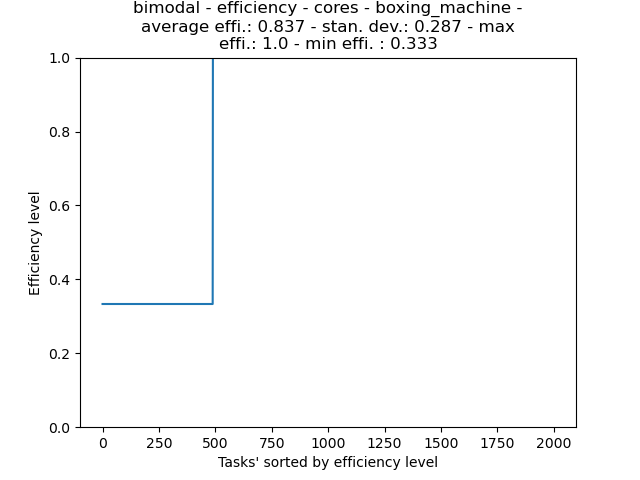 bimodal - efficiency - cores - boxing_machine -
average effi.: 0.837 - stan. dev.: 0.287 - max
effi.: 1.0 - min effi. : 0.333
1.0
0.8
0.6
0.4
0.2
0.0
Efficiency level
0 250 500 750 1000 1250 1500 1750 2000
Tasks' sorted by efficiency level